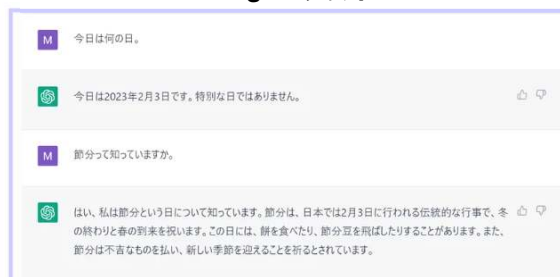 M
今日は何の日。
今日は2023年2月3日です。特別な日ではありません。
M
節分って知っていますか。
はい、私は節分という日について知っています。節分は、日本では2月3日に行われる伝統的な行事で、冬
の終わりと春の到来を祝います。この日には、餅を食べたり、節分豆を飛ばしたりすることがあります。また、
節分は不吉なものを払い、新しい季節を迎えることを祈るとされています。